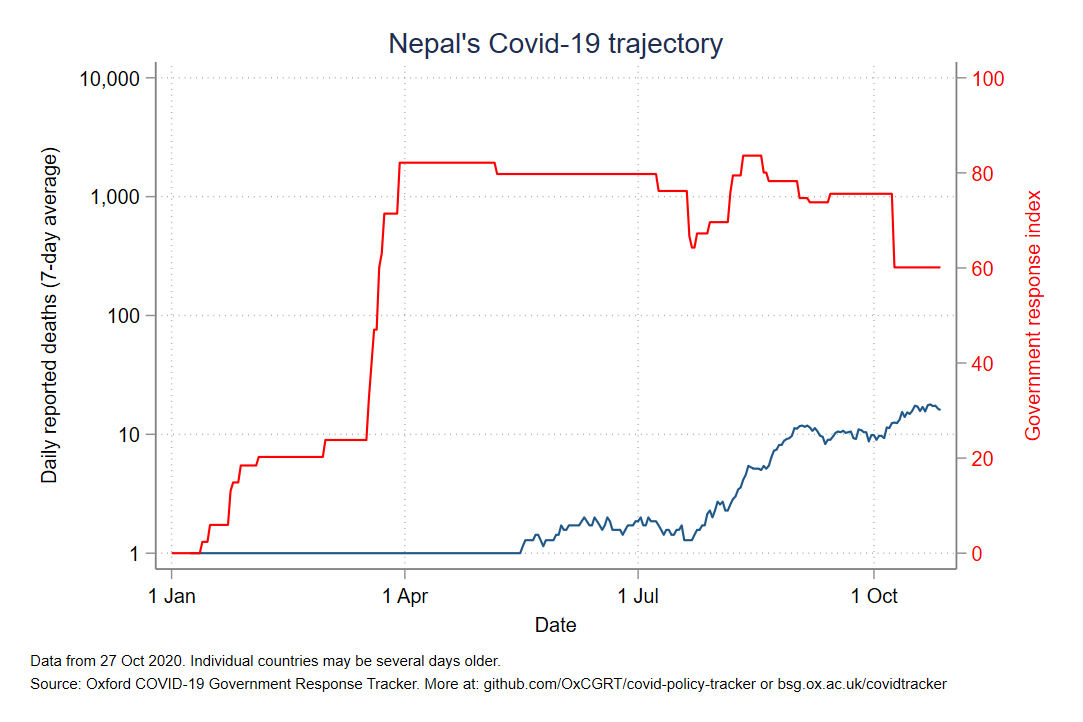 Nepal's Covid-19 trajectory
10,000
1,000
100
10
1
Daily reported deaths (7-day average)
100
80
60
40
20
0
Government response index
1 Jan
1 Apr
1 Jul
1 Oct
Date
Data from 27 Oct 2020. Individual countries may be several days older.
Source: Oxford COVID-19 Government Response Tracker. More at: github.com/OxCGRT/covid-policy-tracker or bsg.ox.ac.uk/covidtracker